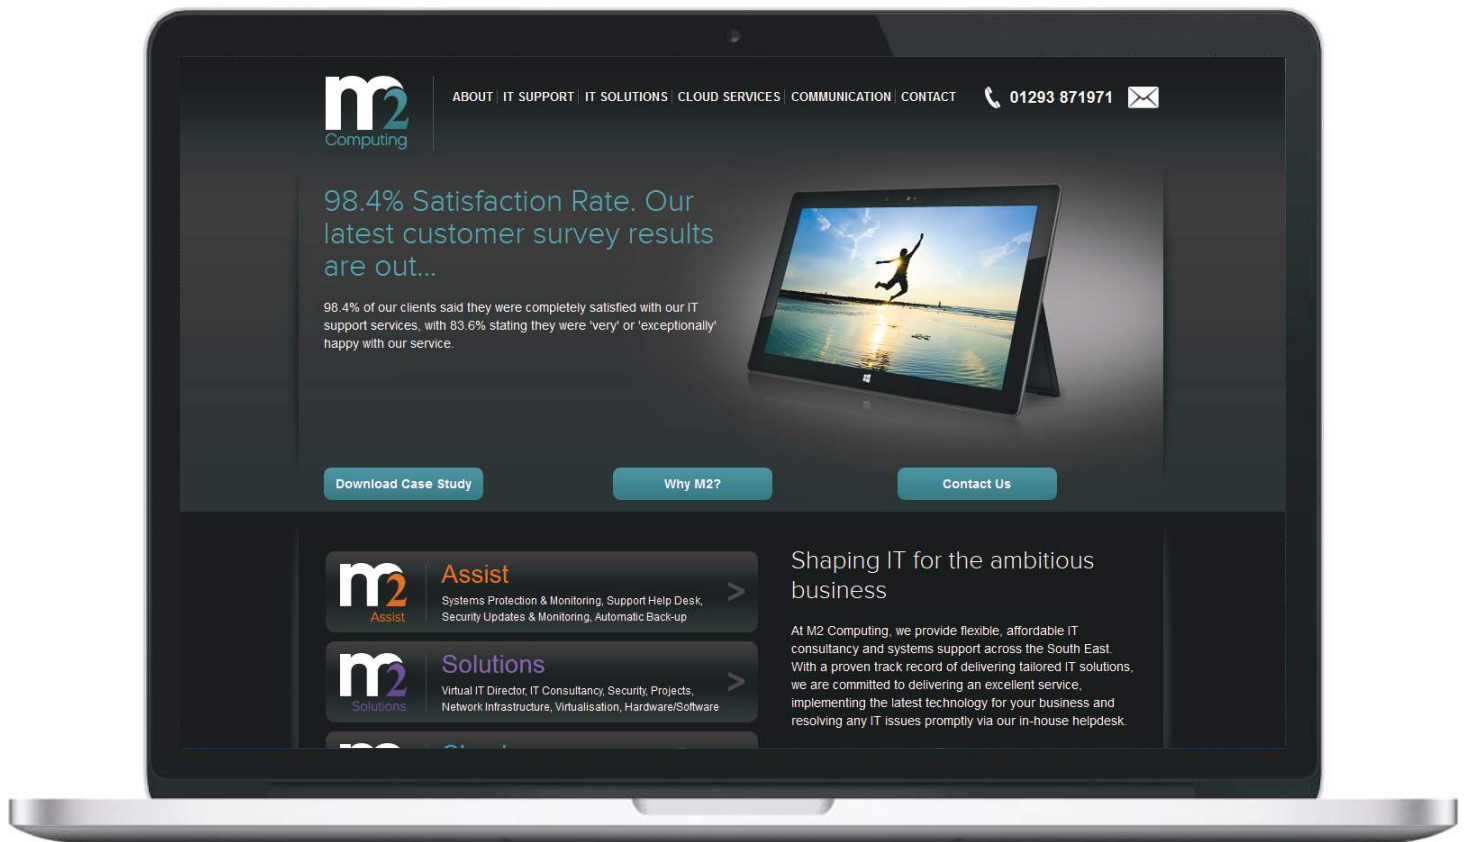 m2
Computing
ABOUT IT SUPPORT IT SOLUTIONS CLOUD SERVICES COMMUNICATION CONTACT
01293 871971
98.4% Satisfaction Rate. Our
latest customer survey results
are out...
98.4% of our clients said they were completely satisfied with our IT
support services, with 83.6% stating they were 'very' or 'exceptionally'
happy with our service.
Download Case Study
Why M2?
Contact Us
m2
Assist
Assist
Systems Protection & Monitoring, Support Help Desk,
Security Updates & Monitoring, Automatic Back-up
>
m2
Solutions
Solutions
Virtual IT Director, IT Consultancy, Security, Projects,
Network Infrastructure, Virtualisation, Hardware/Software
>
Shaping IT for the ambitious
business
At M2 Computing, we provide flexible, affordable IT
consultancy and systems support across the South East.
With a proven track record of delivering tailored IT solutions,
we are committed to delivering an excellent service,
implementing the latest technology for your business and
resolving any IT issues promptly via our in-house helpdesk.